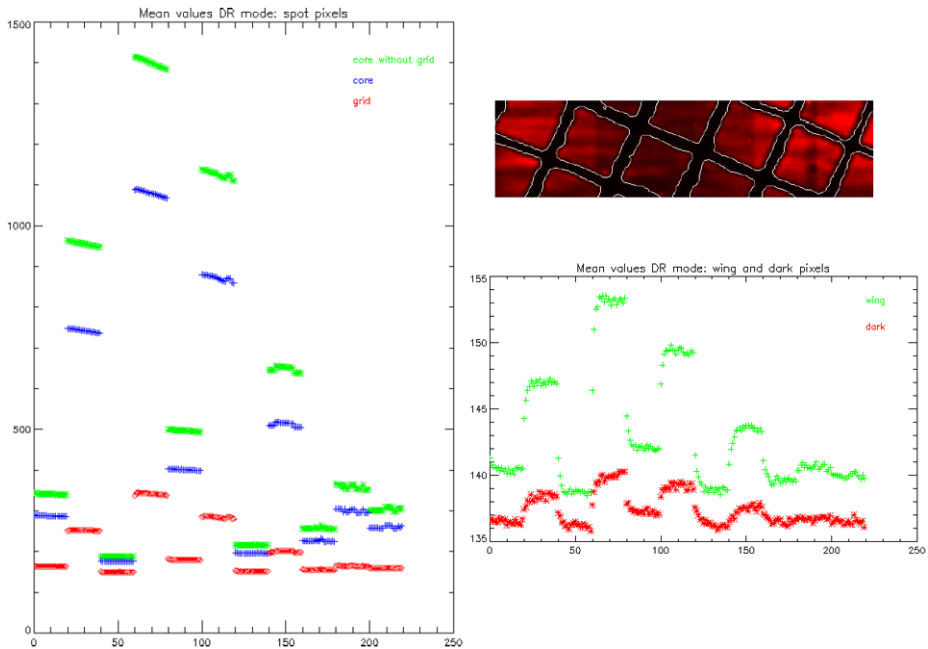 Mean values DR mode: spot pixels
1500
1000
500
0
0 50 100 150 200 250
core without grid
core
grid
Mean values DR mode: wing and dark pixels
155
150
145
140
135
0 50 100 150 200 250
wing
dark